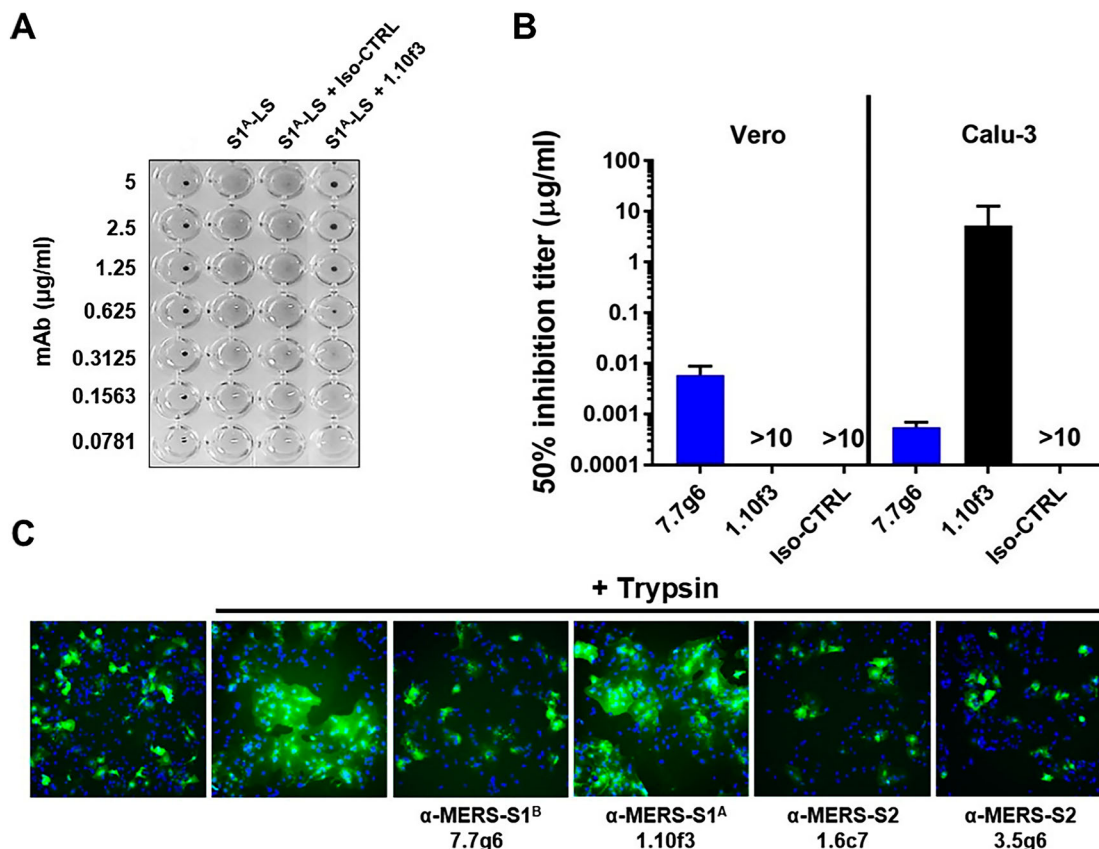 A
S1ᴬ-LS
S1ᴬ-LS + Iso-CTRL
S1ᴬ-LS + 1.10f3
mAb (µg/ml)
5
2.5
1.25
0.625
0.3125
0.1563
0.0781
B
50% inhibition titer (µg/ml)
Vero
Calu-3
100
10
1
0.1
0.01
0.001
0.0001
>10
>10
>10
7.7g6
1.10f3
Iso-CTRL
7.7g6
1.10f3
Iso-CTRL
C
+ Trypsin
α-MERS-S1ᴮ
7.7g6
α-MERS-S1ᴬ
1.10f3
α-MERS-S2
1.6c7
α-MERS-S2
3.5g6